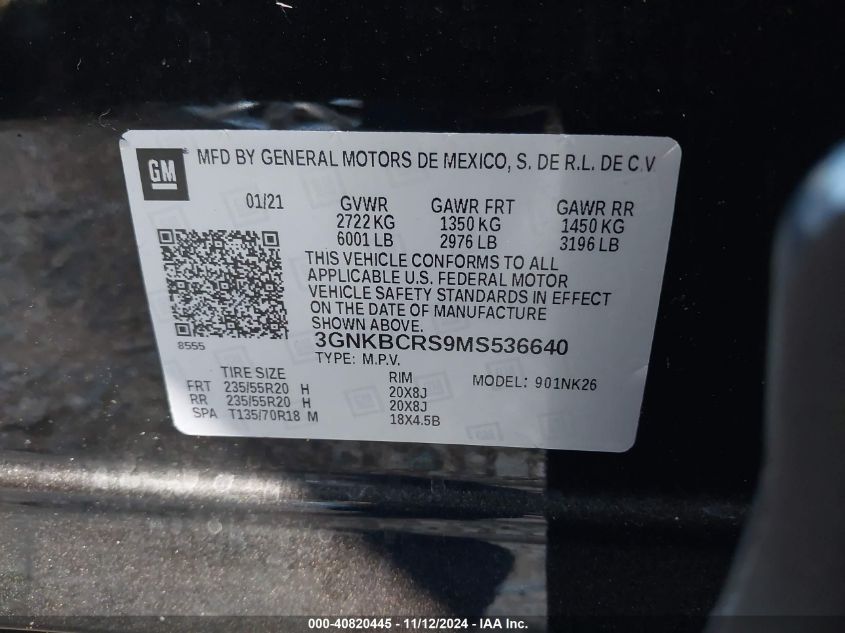 GM ® MFD BY GENERAL MOTORS DE MEXICO, S. DE R.L. DE C.V
01/21 GVWR GAWR FRT GAWR RR
2722 KG 1350 KG 1450 KG
6001 LB 2976 LB 3196 LB
THIS VEHICLE CONFORMS TO ALL
APPLICABLE U.S. FEDERAL MOTOR
VEHICLE SAFETY STANDARDS IN EFFECT
ON THE DATE OF MANUFACTURE
SHOWN ABOVE.
8555 3GNKBCRS9MS536640
TYPE: M.P.V.
TIRE SIZE RIM MODEL: 901NK26
FRT 235/55R20 H 20X8J
RR 235/55R20 H 20X8J
SPA T135/70R18 M 18X4.5B
000-40820445 - 11/12/2024 - IAA Inc.